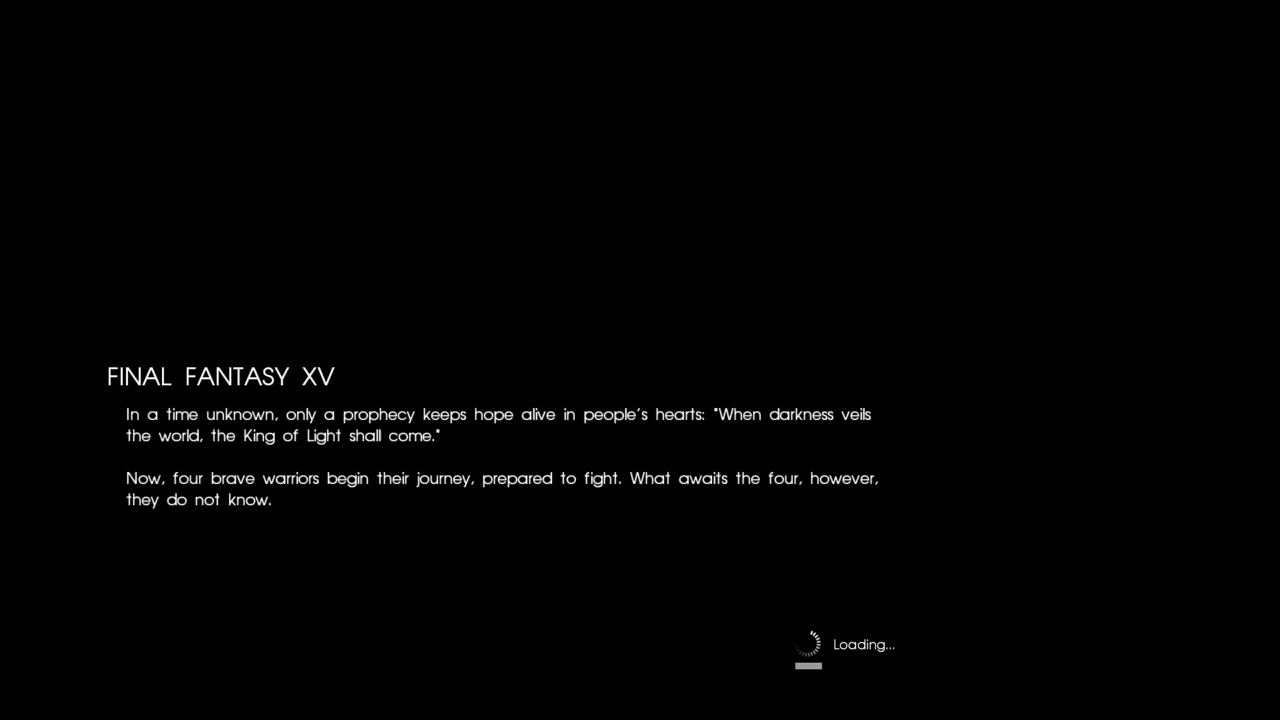 FINAL FANTASY XV
In a time unknown, only a prophecy keeps hope alive in people's hearts: "When darkness veils
the world, the King of Light shall come."
Now, four brave warriors begin their journey, prepared to fight. What awaits the four, however,
they do not know.
Loading...